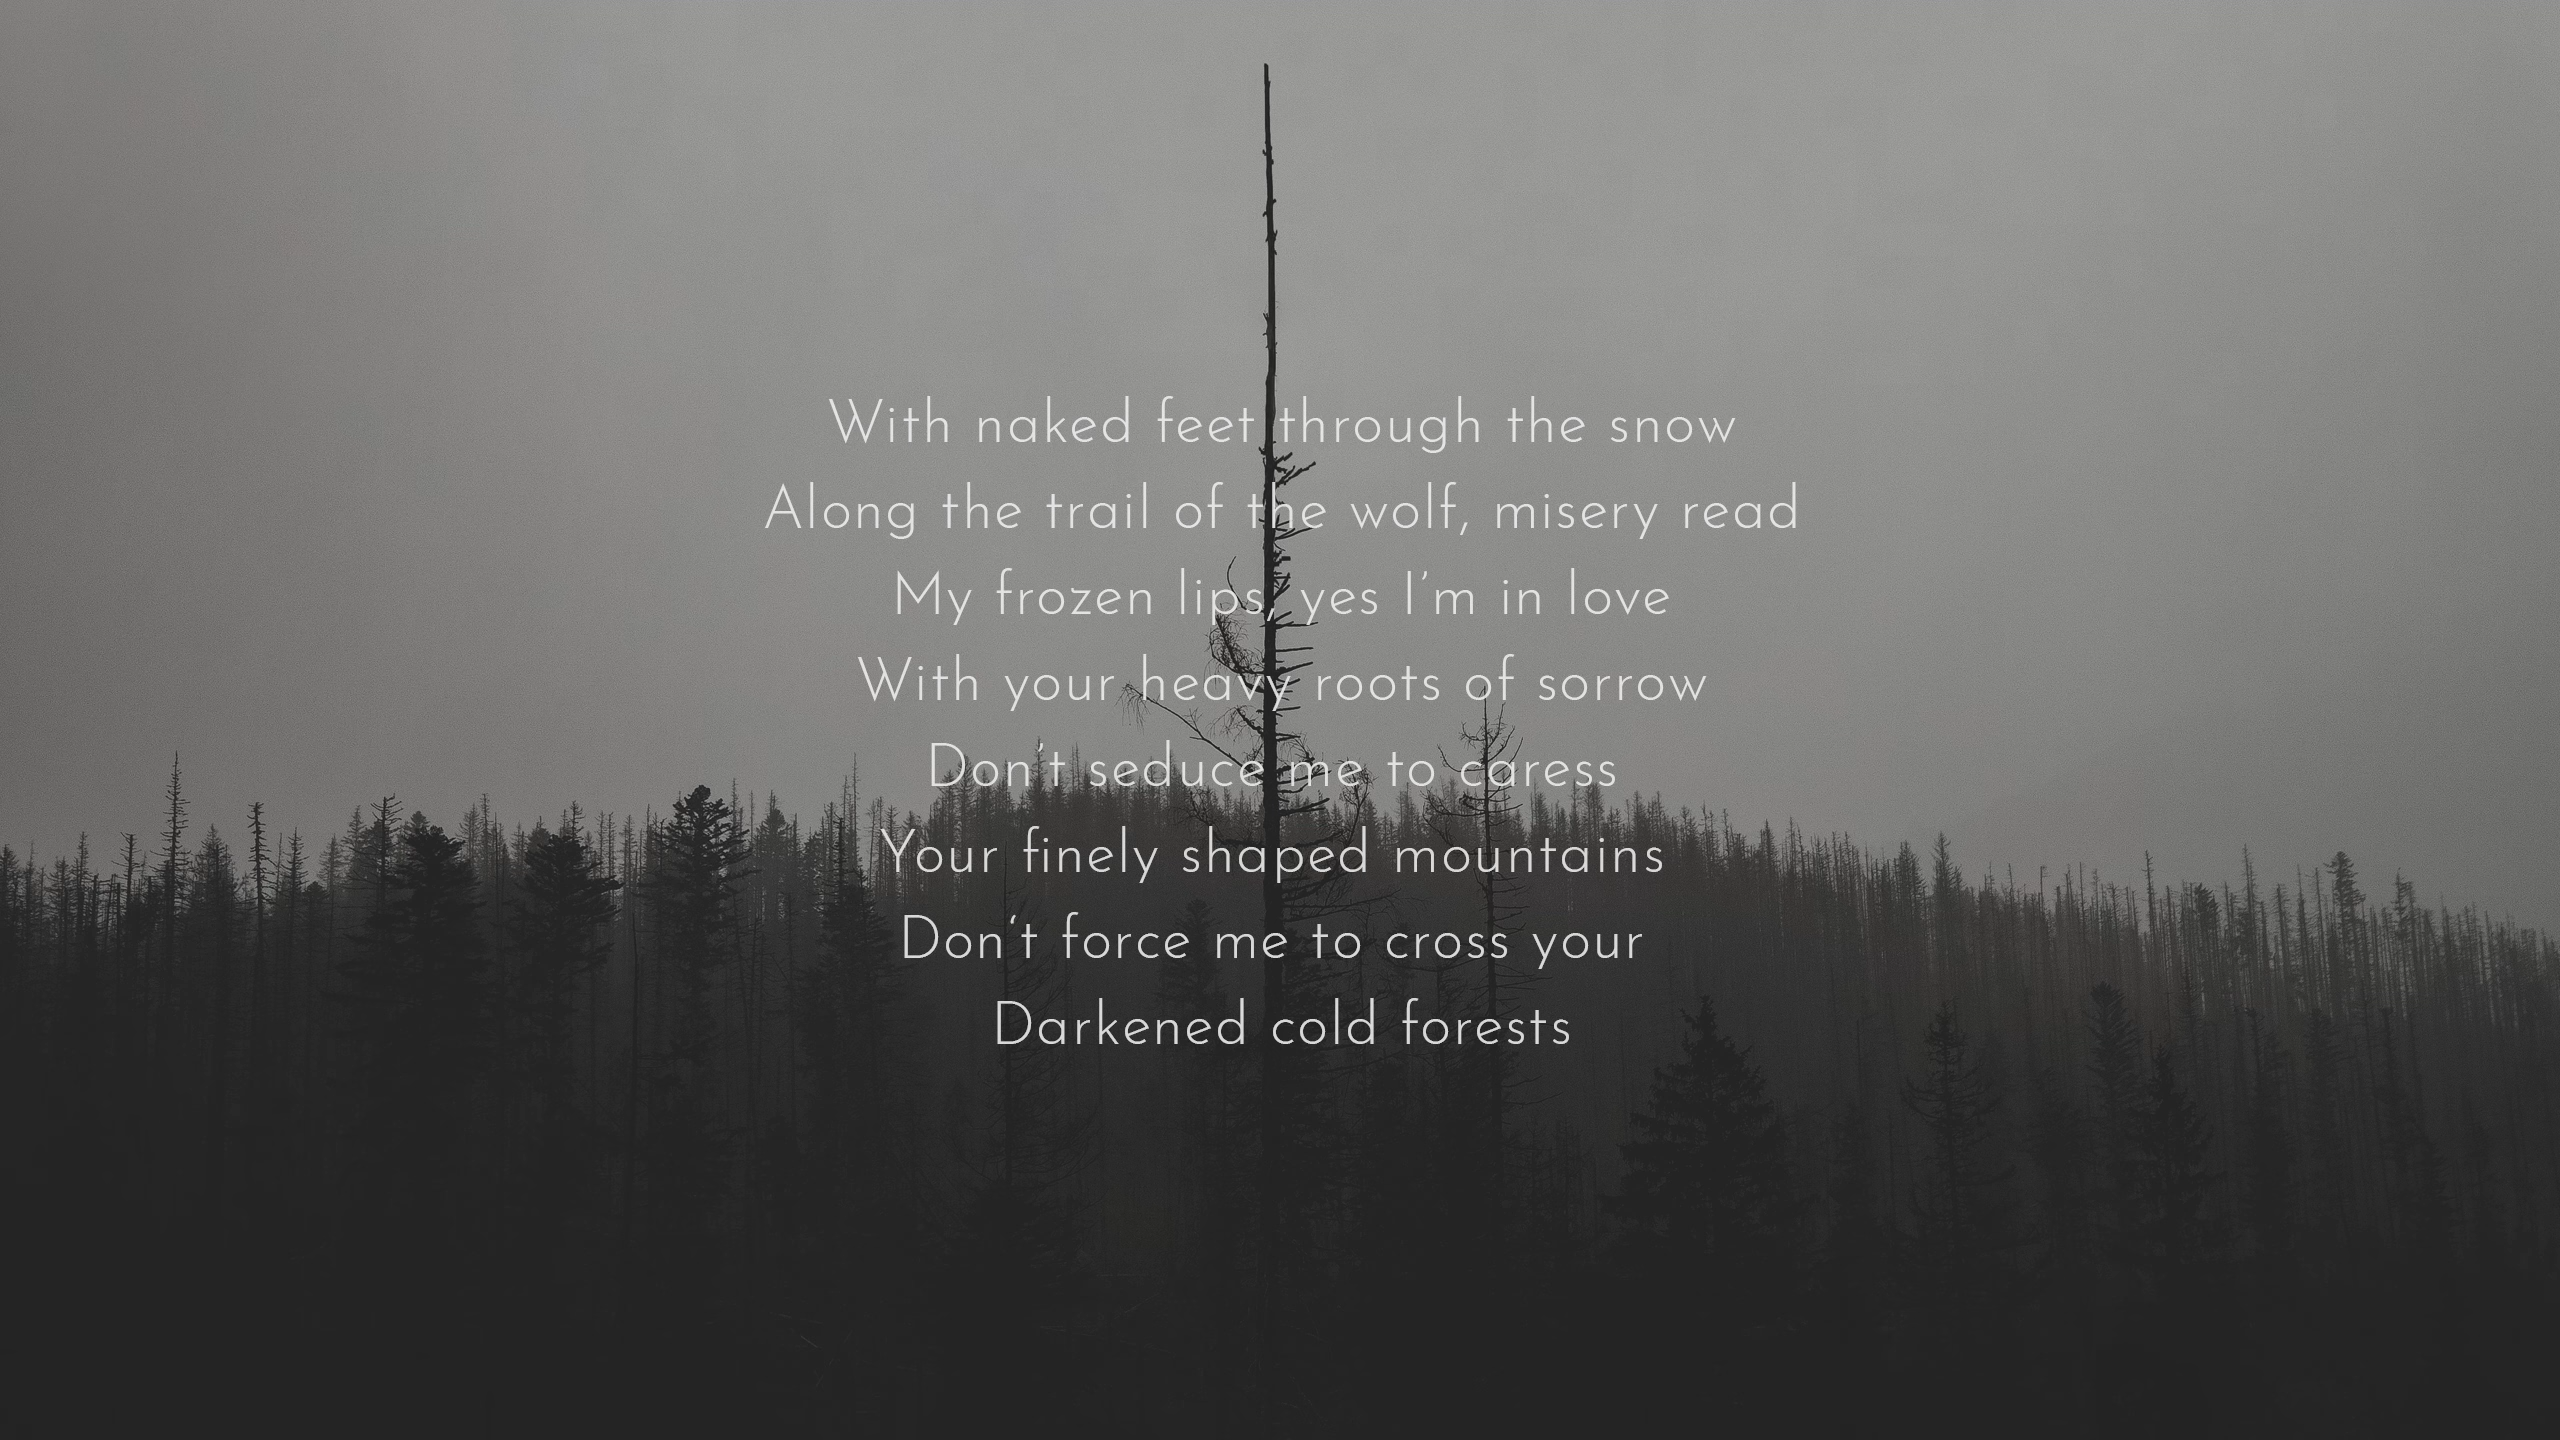 With naked feet through the snow
Along the trail of the wolf, misery read
My frozen lips, yes I’m in love
With your heavy roots of sorrow
Don‘t seduce me to caress
Your finely shaped mountains
Don‘t force me to cross your
Darkened cold forests